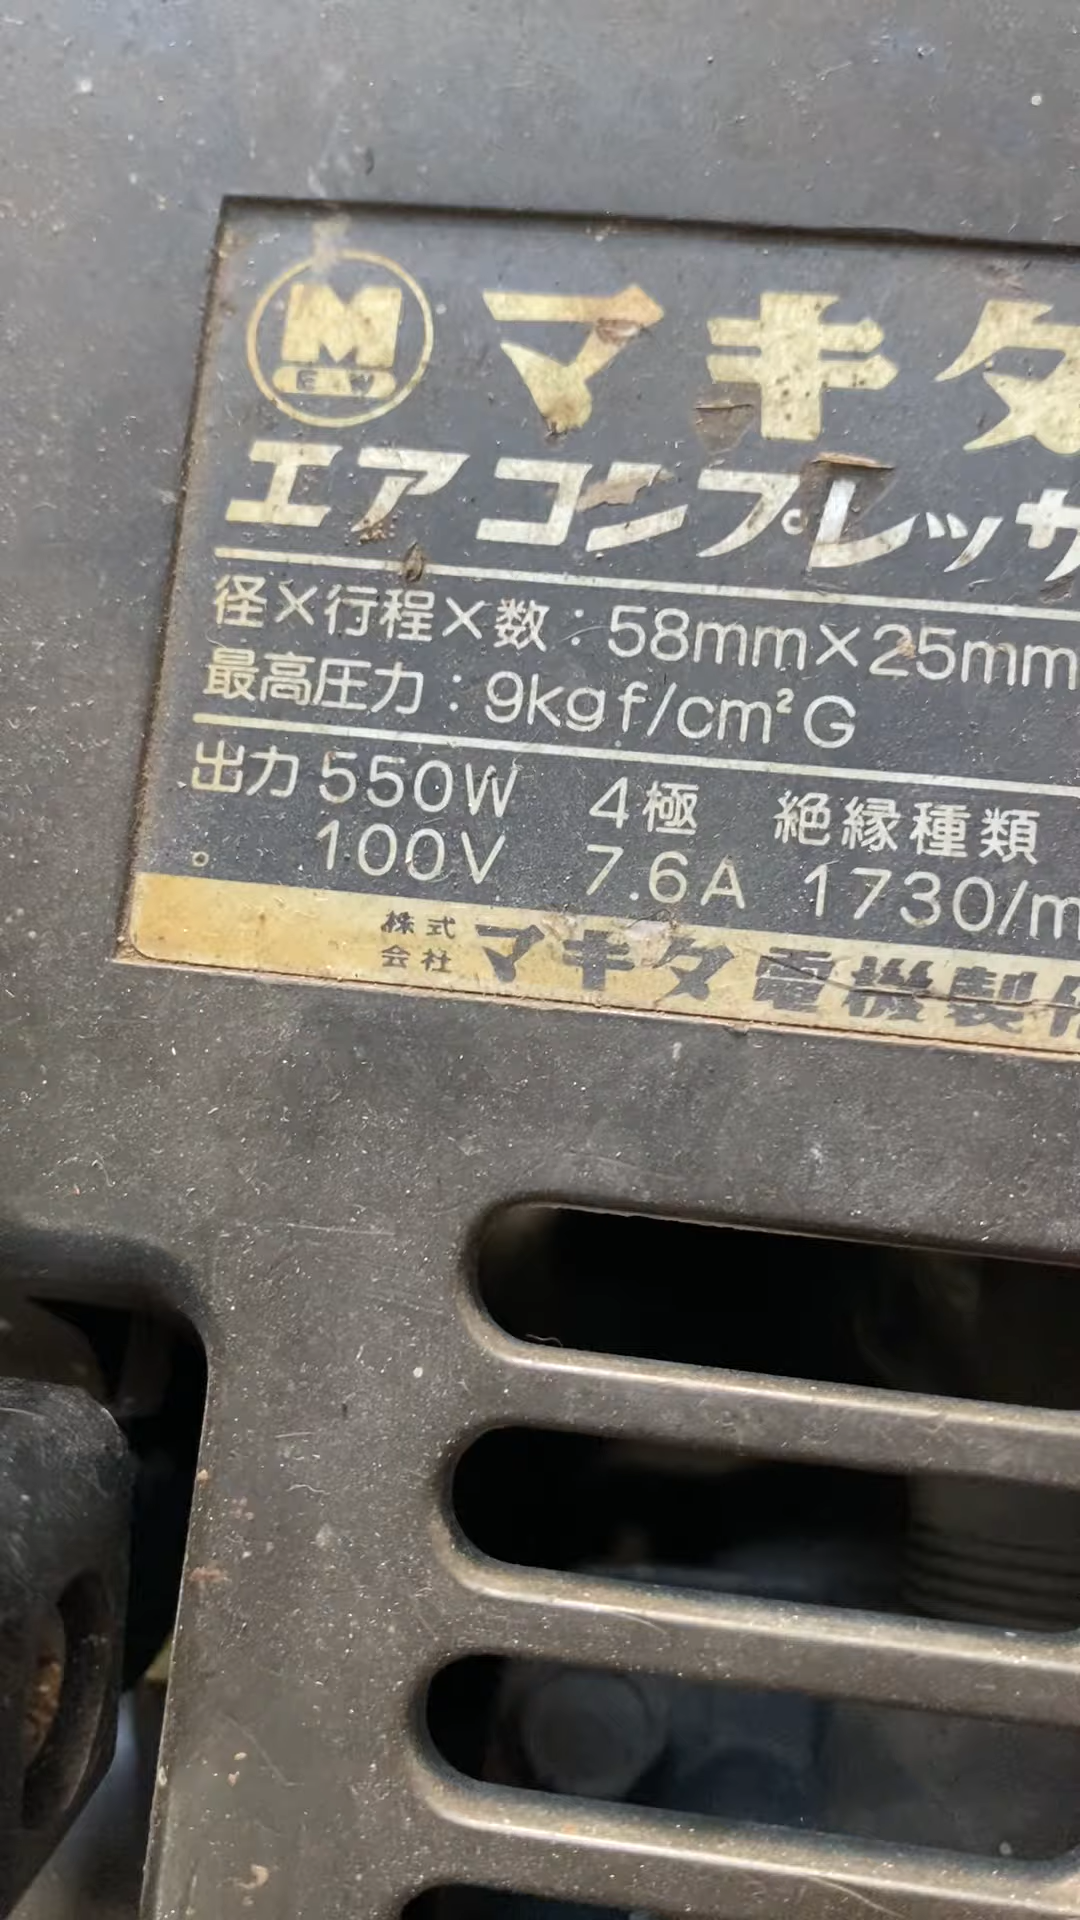 M
E W
マキタ
エアコンプレッサ
径×行程×数:58mm×25mm
最高圧力:9kgf/cm²G
出力 550W 4極 絶縁種類
100V 7.6A 1730/m
株式会社 マキタ電機製作